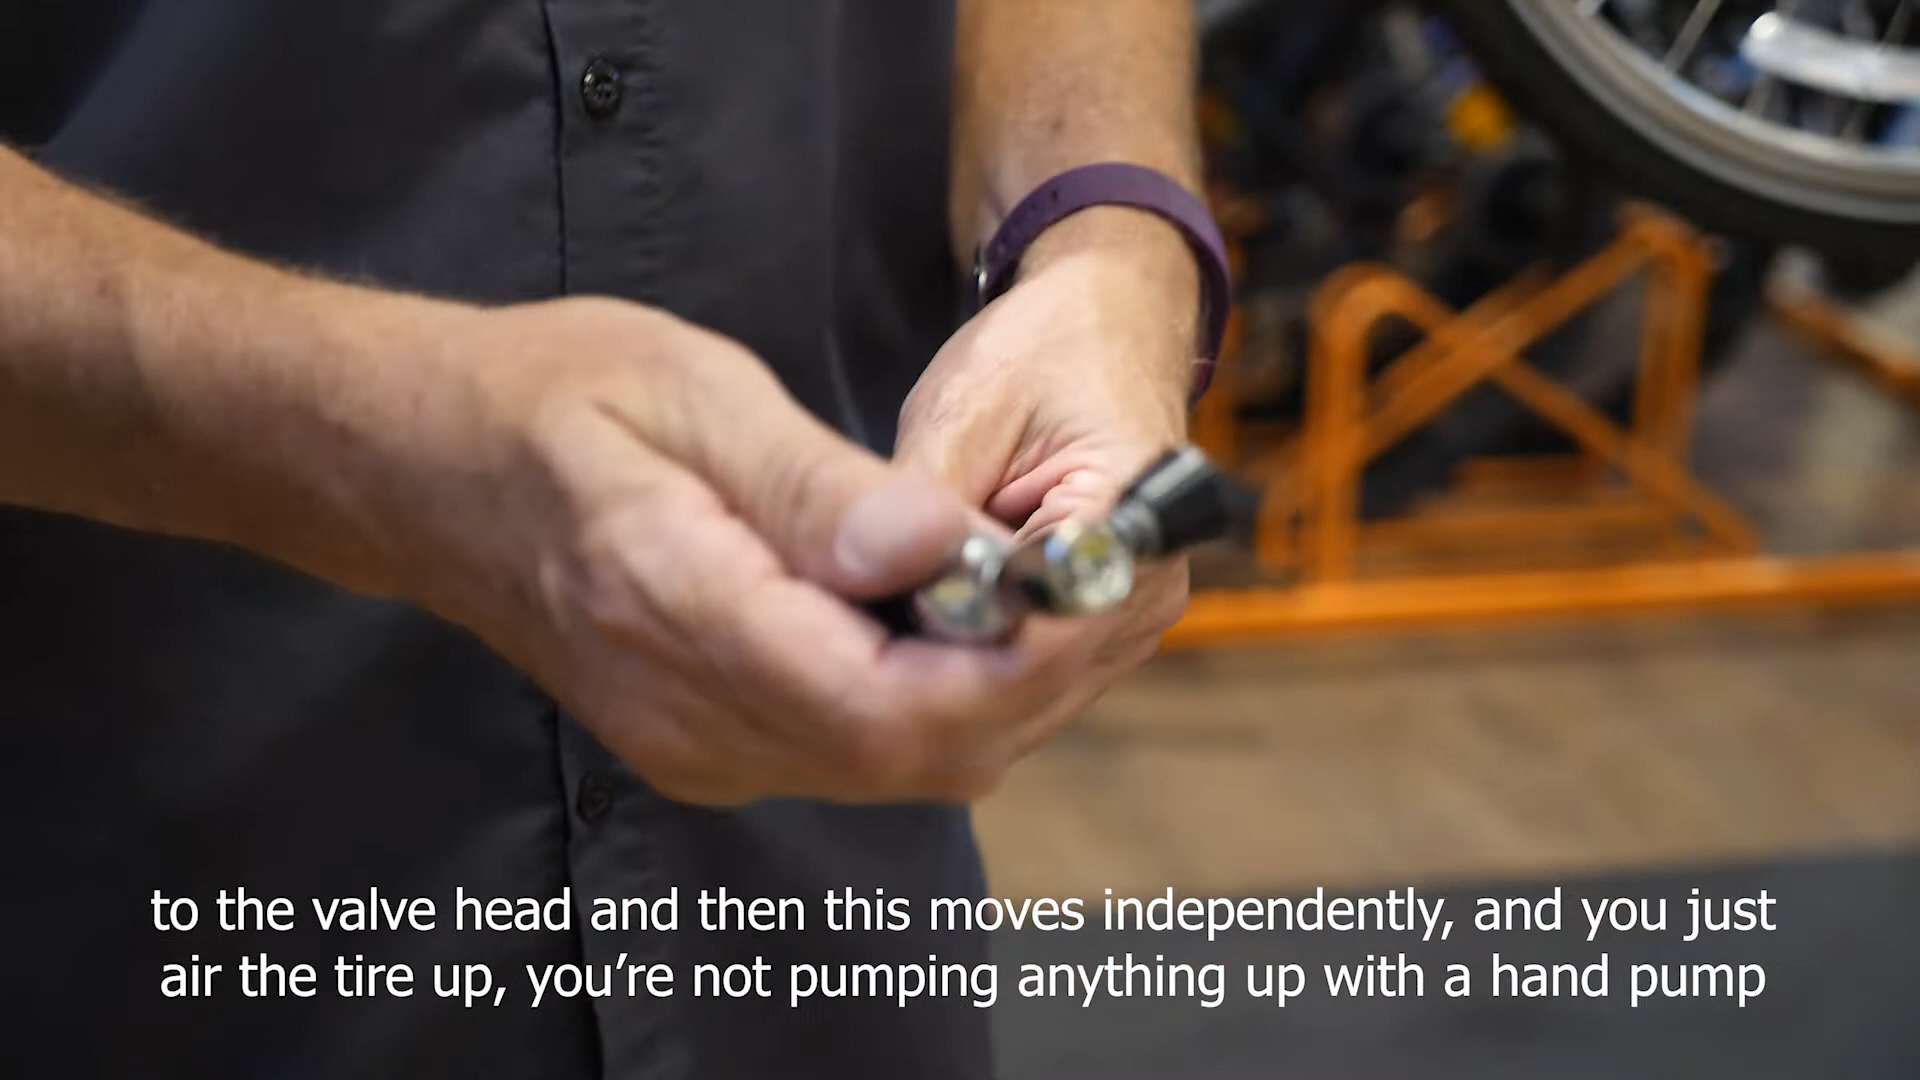 to the valve head and then this moves independently, and you just
air the tire up, you’re not pumping anything up with a hand pump